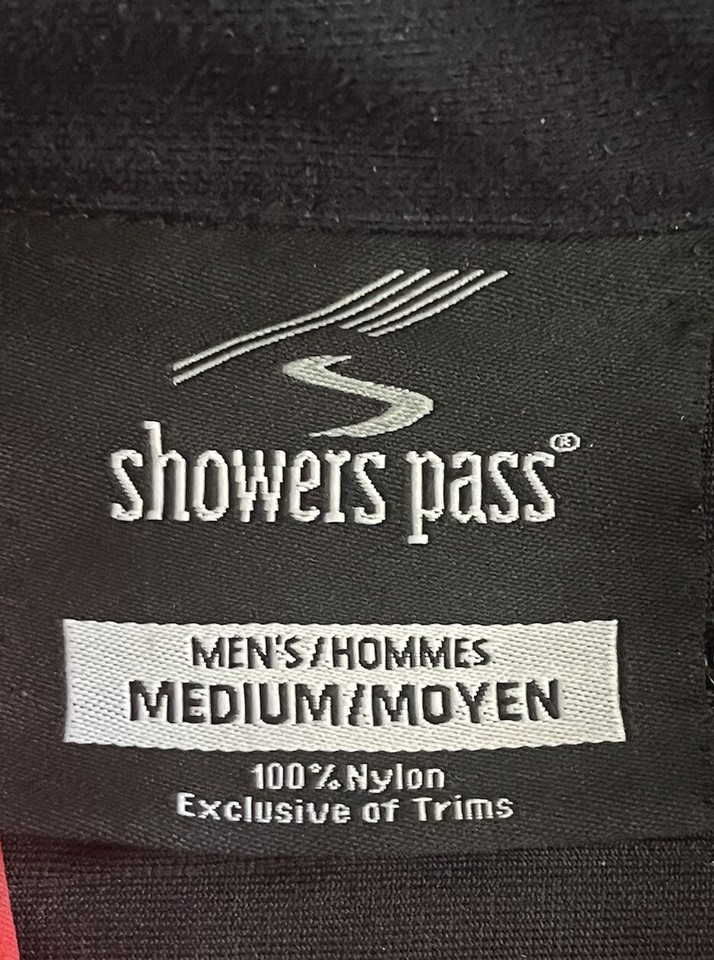 showers pass®
MEN'S/HOMMES
MEDIUM/MOYEN
100% Nylon
Exclusive of Trims